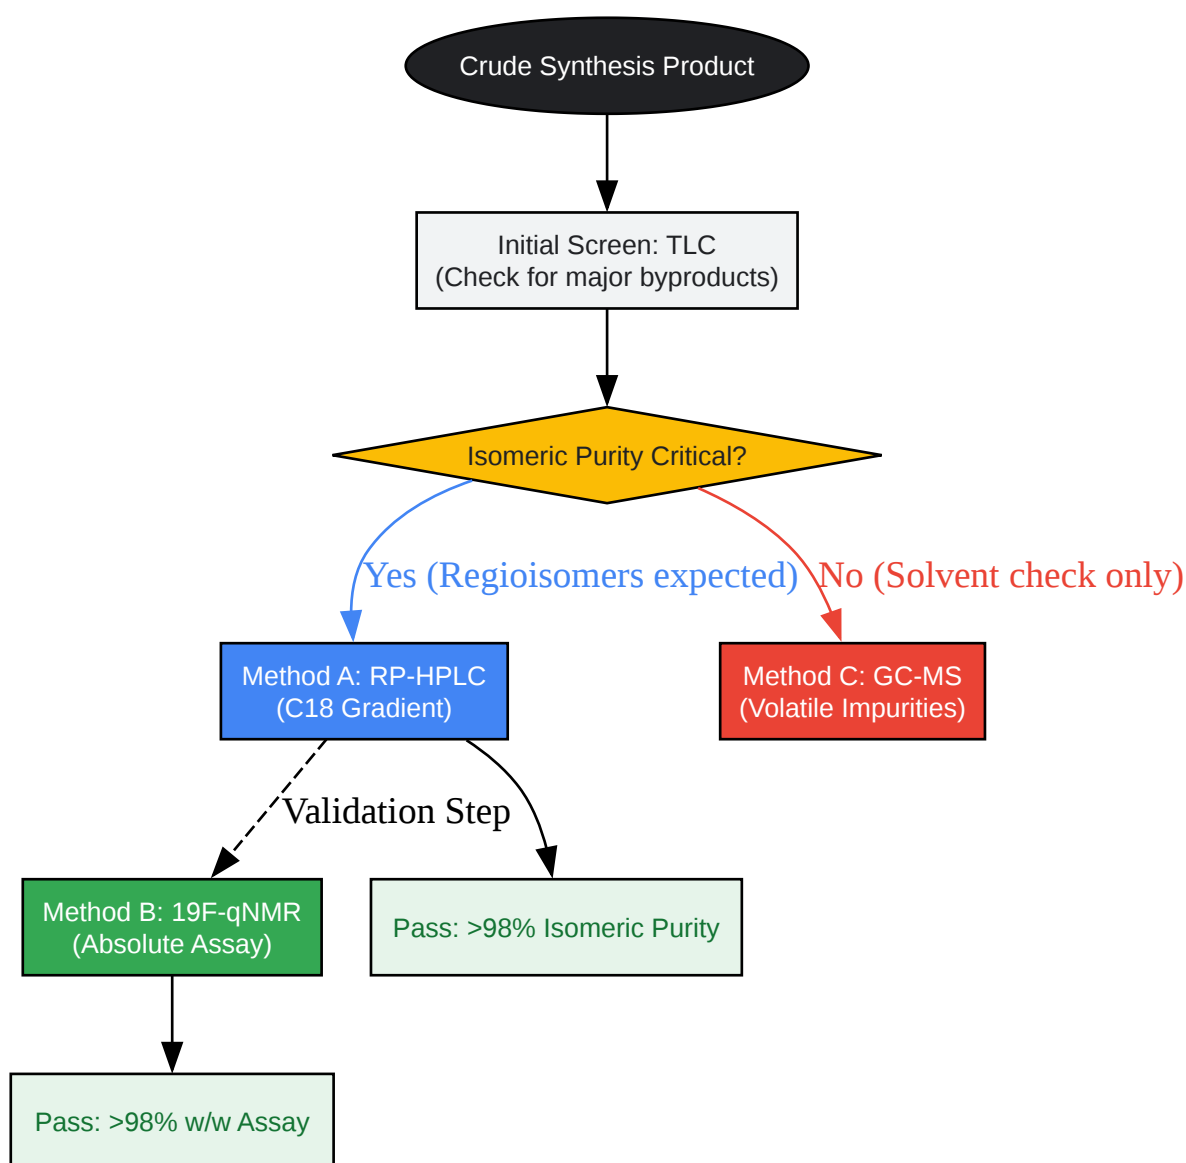 Crude Synthesis Product
Initial Screen: TLC
(Check for major byproducts)
Isomeric Purity Critical?
Yes (Regioisomers expected)
No (Solvent check only)
Method A: RP-HPLC
(C18 Gradient)
Method C: GC-MS
(Volatile Impurities)
Validation Step
Method B: 19F-qNMR
(Absolute Assay)
Pass: >98% Isomeric Purity
Pass: >98% w/w Assay